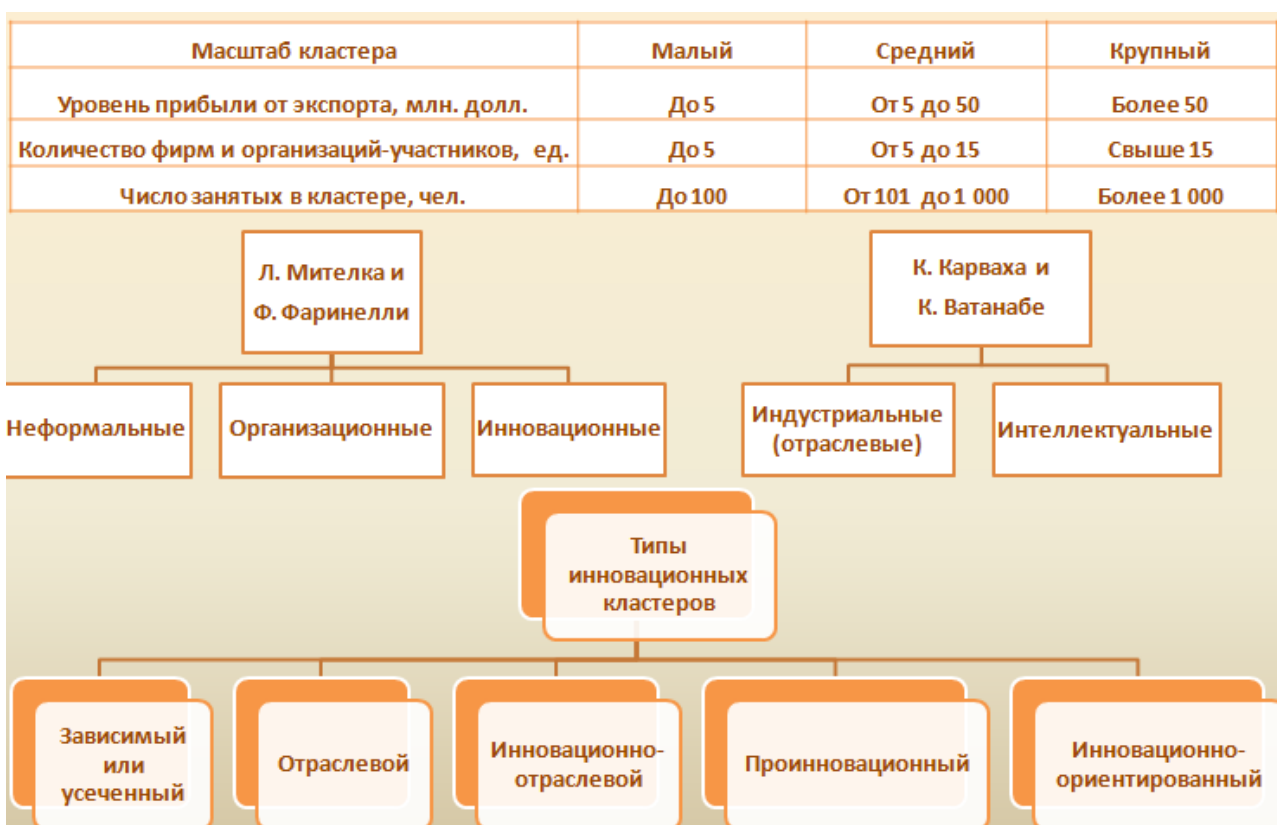 Масштаб кластера Малый Средний Крупный
Уровень прибыли от экспорта, млн. долл. До 5 От 5 до 50 Более 50
Количество фирм и организаций-участников, ед. До 5 От 5 до 15 Свыше 15
Число занятых в кластере, чел. До 100 От 101 до 1 000 Более 1 000
Л. Мителка и
Ф. Фаринелли
К. Карваха и
К. Ватанабе
Неформальные
Организационные
Инновационные
Индустриальные
(отраслевые)
Интеллектуальные
Типы
инновационных
кластеров
Зависимый
или
усеченный
Отраслевой
Инновационно-
отраслевой
Проинновационный
Инновационно-
ориентированный